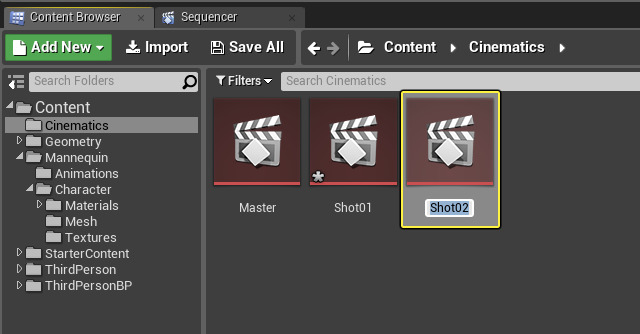 Content Browser
Sequencer
Add New
Import
Save All
Content
Cinematics
Search Folders
Filters
Search Cinematics
Content
Cinematics
Geometry
Mannequin
Animations
Character
Materials
Mesh
Textures
StarterContent
ThirdPerson
ThirdPersonBP
Master
Shot01
Shot02